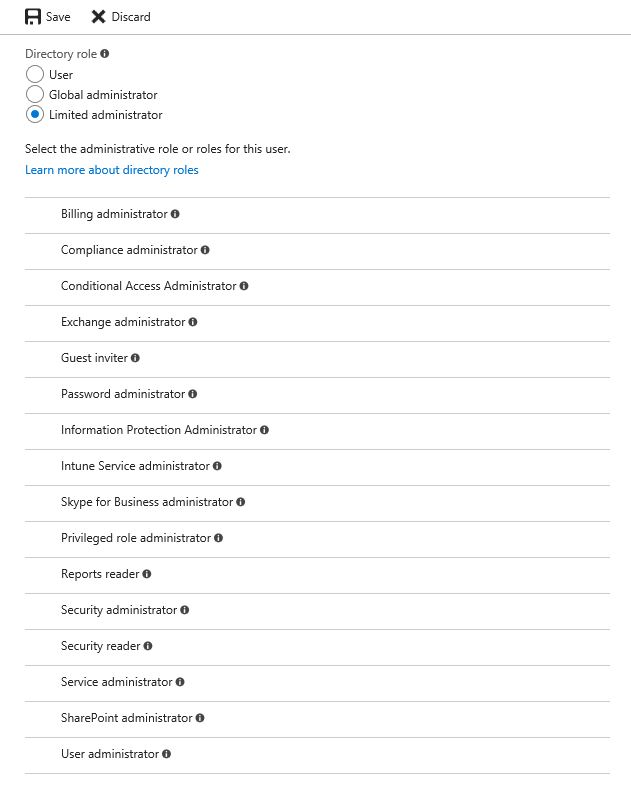 Save Discard
Directory role
User
Global administrator
Limited administrator
Select the administrative role or roles for this user.
Learn more about directory roles
Billing administrator
Compliance administrator
Conditional Access Administrator
Exchange administrator
Guest inviter
Password administrator
Information Protection Administrator
Intune Service administrator
Skype for Business administrator
Privileged role administrator
Reports reader
Security administrator
Security reader
Service administrator
SharePoint administrator
User administrator